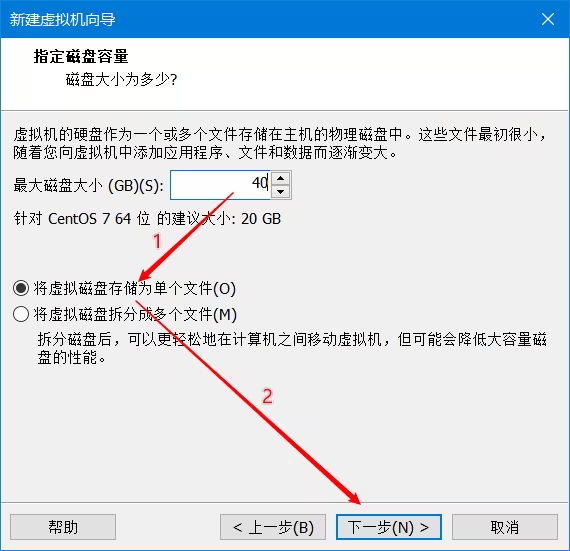 新建虚拟机向导
指定磁盘容量
磁盘大小为多少?
虚拟机的硬盘作为一个或多个文件存储在主机的物理磁盘中。这些文件最初很小，
随着您向虚拟机中添加应用程序、文件和数据而逐渐变大。
最大磁盘大小 (GB)(S): 40
针对 CentOS 7 64 位 的建议大小: 20 GB
1
将虚拟磁盘存储为单个文件(O)
将虚拟磁盘拆分成多个文件(M)
拆分磁盘后，可以更轻松地在计算机之间移动虚拟机，但可能会降低大容量磁
盘的性能。
2
帮助 < 上一步(B) 下一步(N) > 取消